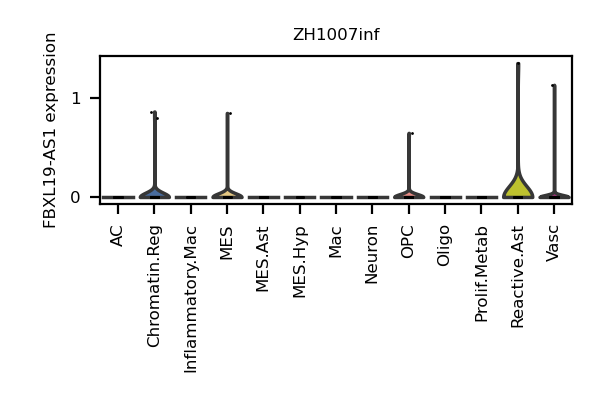 ZH1007inf
FBXL19-AS1 expression
1
0
AC
Chromatin.Reg
Inflammatory.Mac
MES
MES.Ast
MES.Hyp
Mac
Neuron
OPC
Oligo
Prolif.Metab
Reactive.Ast
Vasc